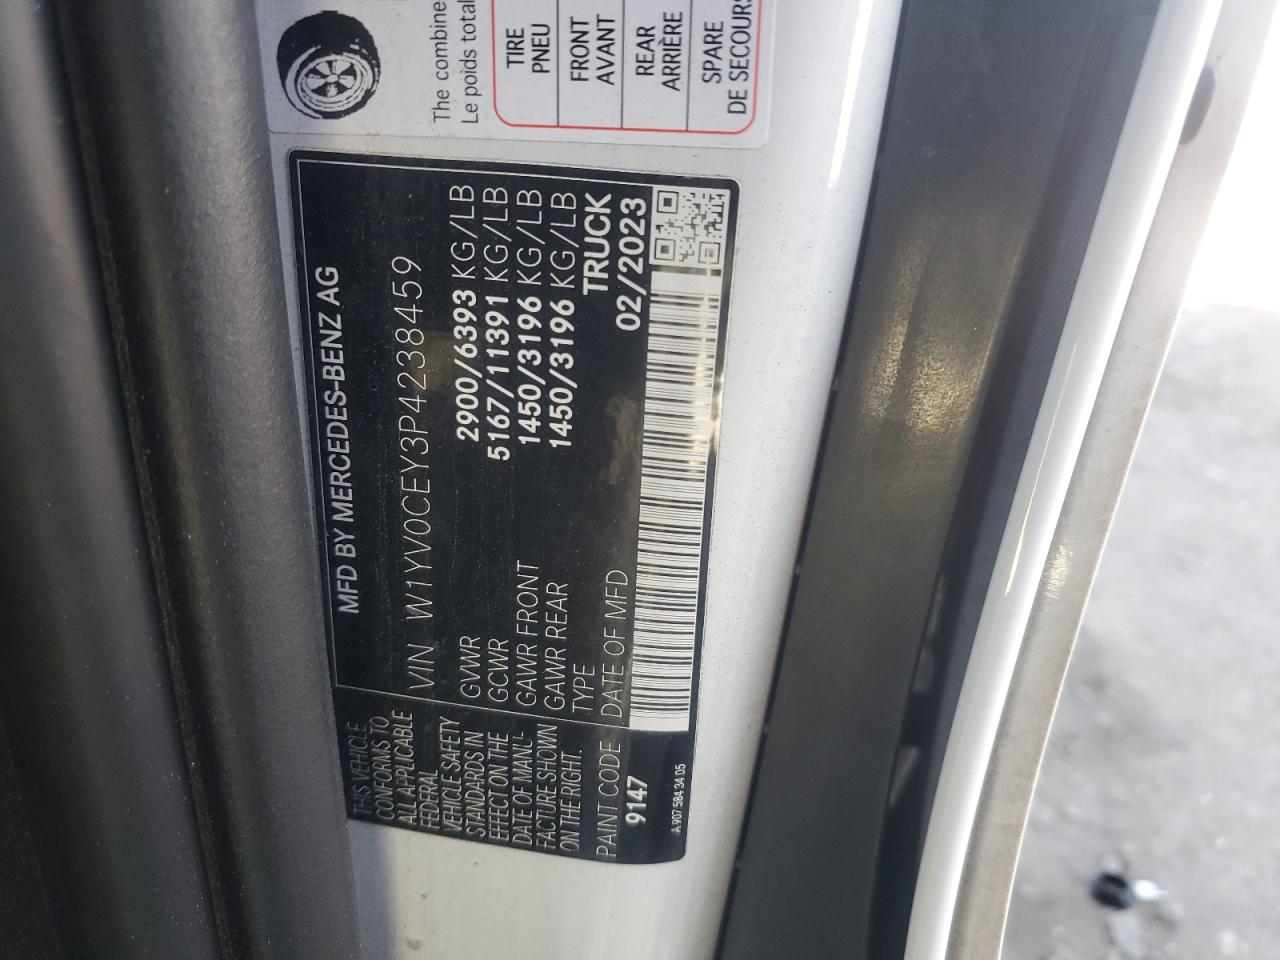 The combine
Le poids total
TIRE
PNEU
FRONT
AVANT
REAR
ARRIÈRE
SPARE
DE SECOURS
MFD BY MERCEDES-BENZ AG
VIN W1YV0CEY3P4238459
GVWR 2900/6393 KG/LB
GCWR 5167/11391 KG/LB
GAWR FRONT 1450/3196 KG/LB
GAWR REAR 1450/3196 KG/LB
TYPE TRUCK
DATE OF MFD 02/2023
THIS VEHICLE
CONFORMS TO
ALL APPLICABLE
FEDERAL
VEHICLE SAFETY
STANDARDS IN
EFFECT ON THE
DATE OF MANU-
FACTURE SHOWN
ON THE RIGHT.
PAINT CODE
9147
A 907 584 34 05